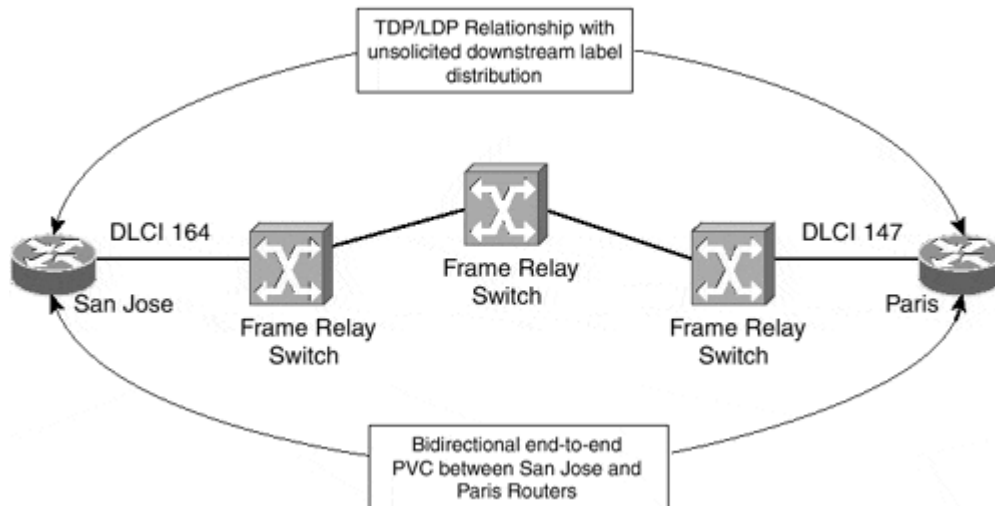 TDP/LDP Relationship with
unsolicited downstream label
distribution
DLCI 164
DLCI 147
San Jose
Frame Relay
Switch
Frame Relay
Switch
Frame Relay
Switch
Paris
Bidirectional end-to-end
PVC between San Jose and
Paris Routers